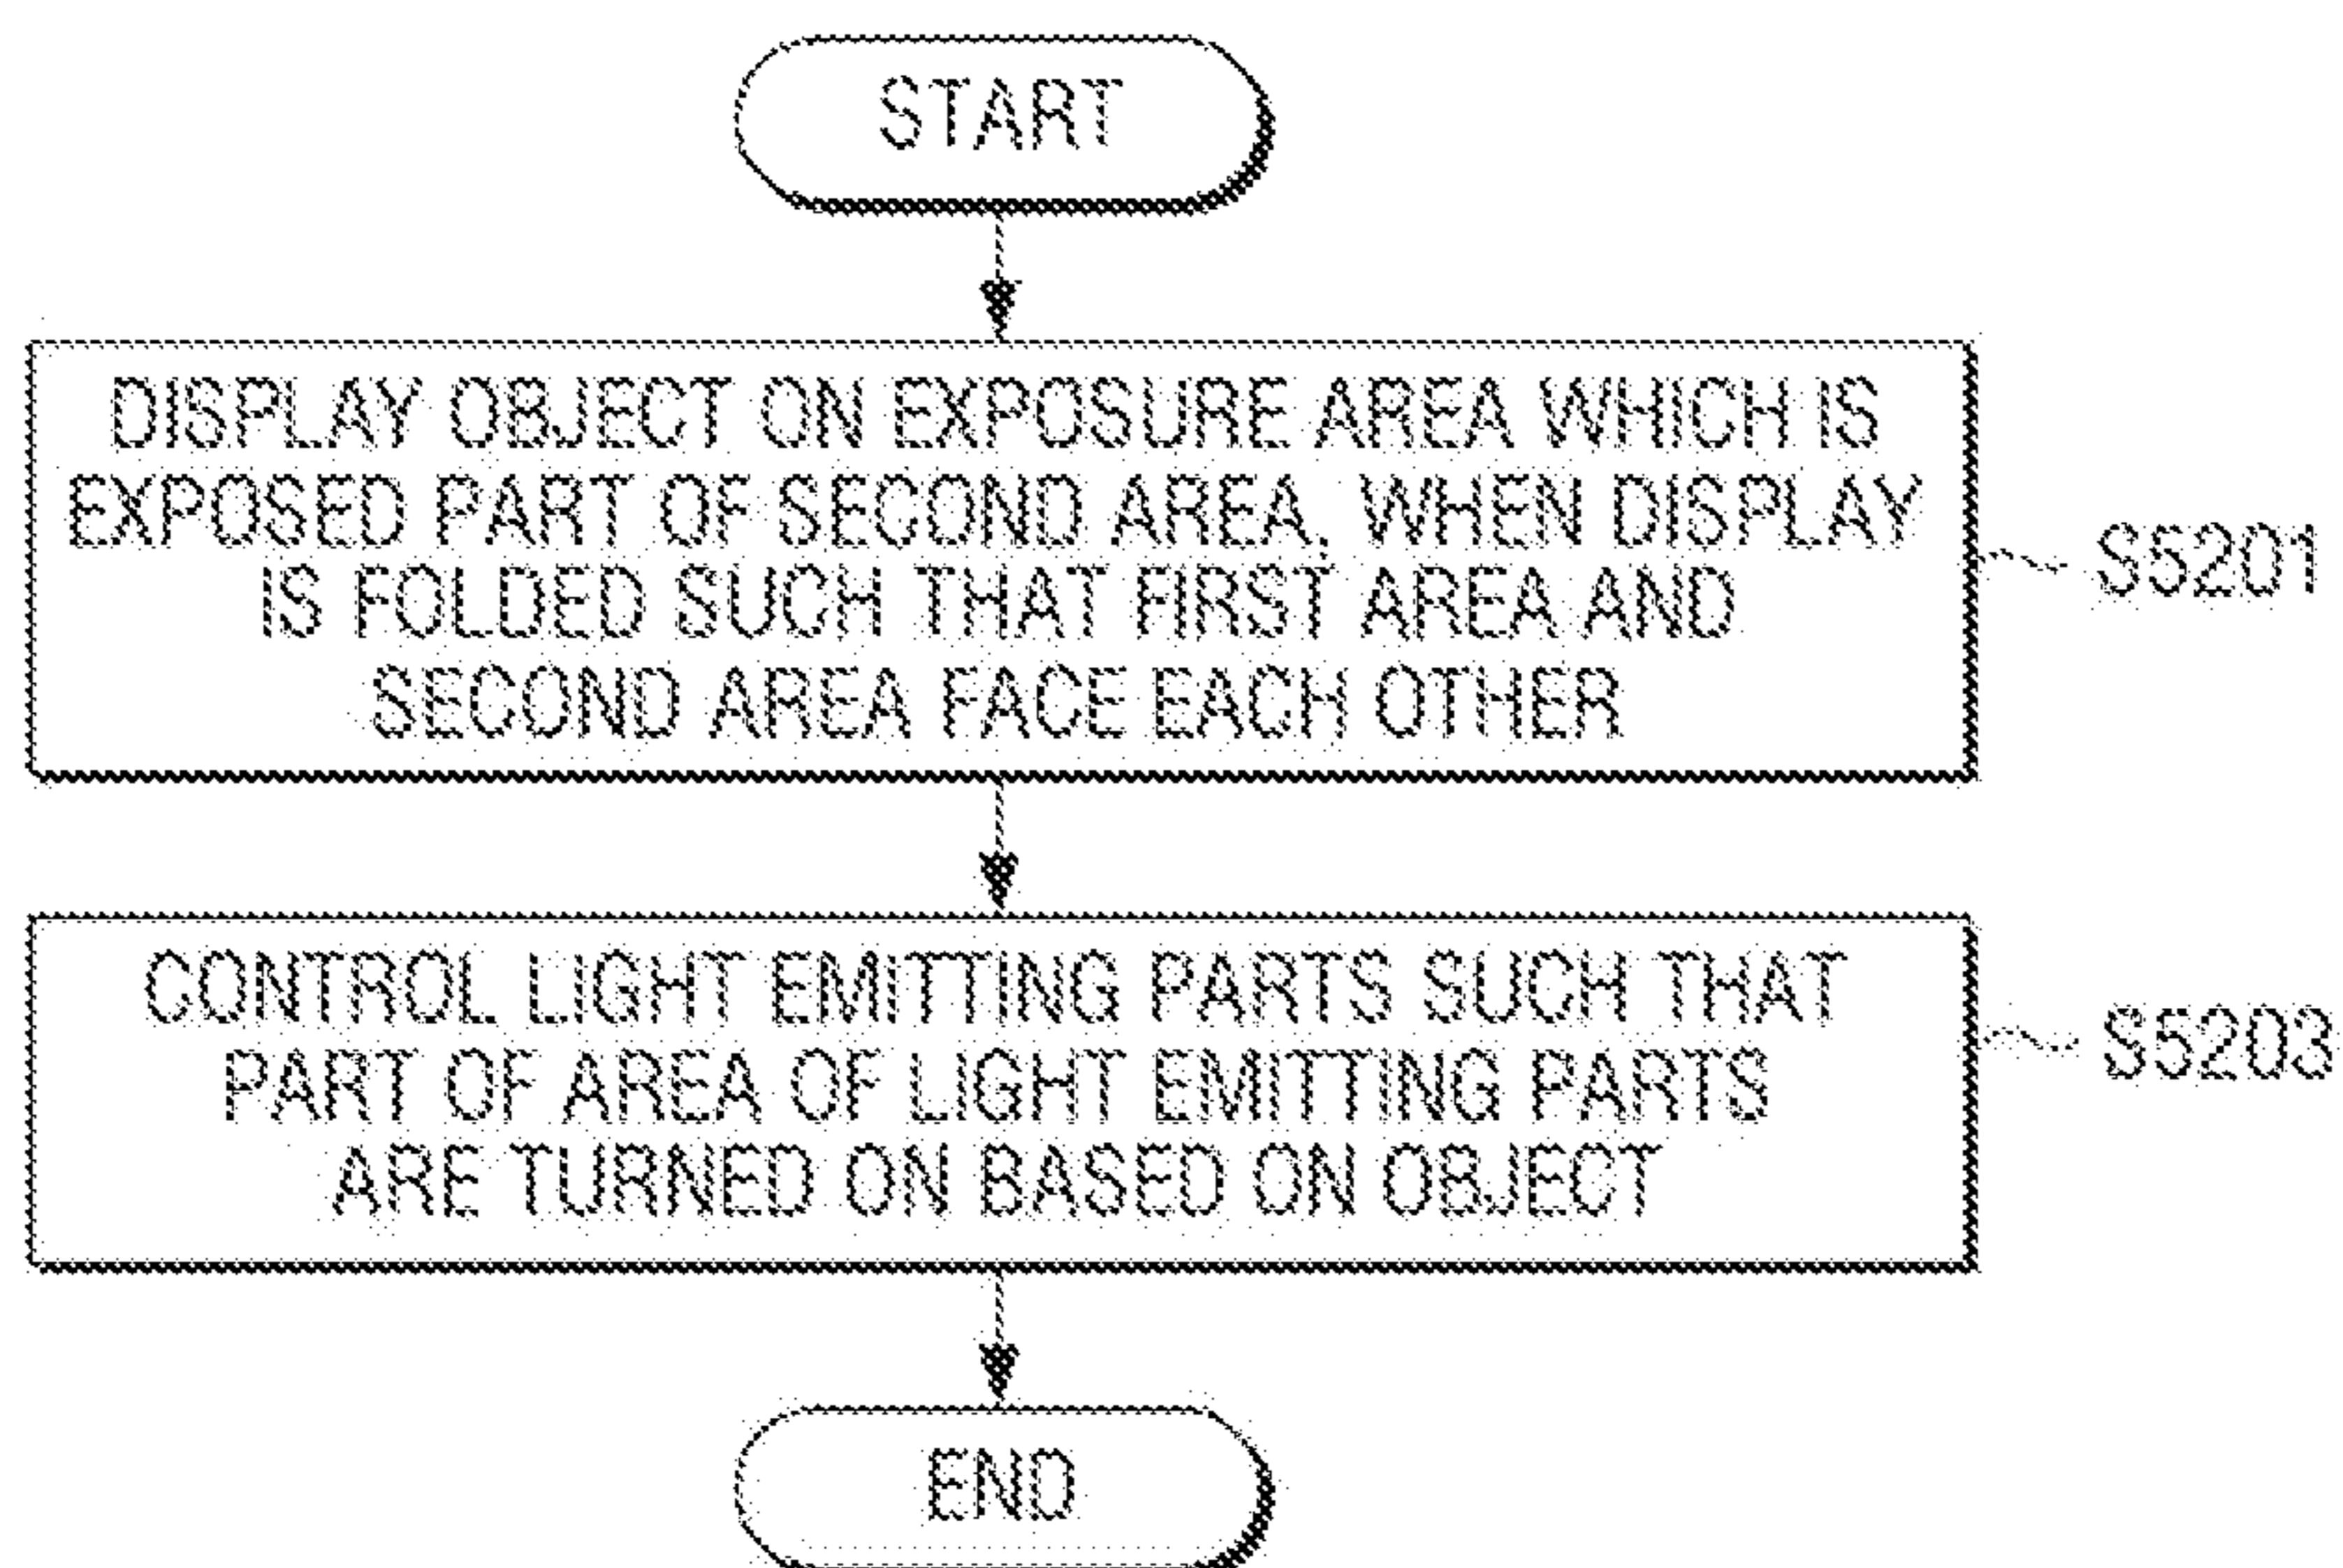 START
DISPLAY OBJECT ON EXPOSURE AREA WHICH IS
EXPOSED PART OF SECOND AREA, WHEN DISPLAY
IS FOLDED SUCH THAT FIRST AREA AND
SECOND AREA FACE EACH OTHER
S5201
CONTROL LIGHT EMITTING PARTS SUCH THAT
PART OF AREA OF LIGHT EMITTING PARTS
ARE TURNED ON BASED ON OBJECT
S5203
END